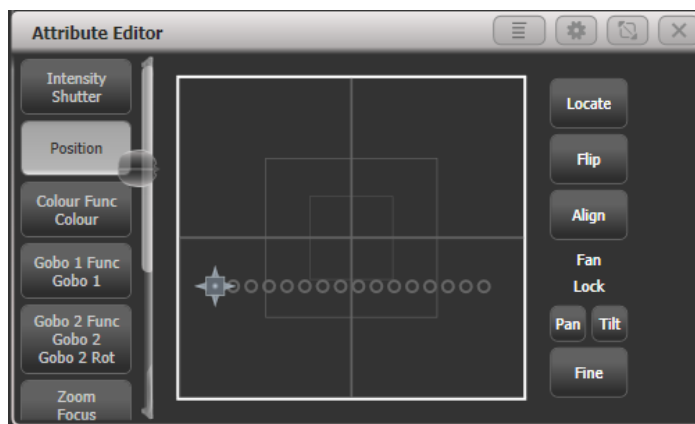 Attribute Editor
Intensity
Shutter
Position
Colour Func
Colour
Gobo 1 Func
Gobo 1
Gobo 2 Func
Gobo 2
Gobo 2 Rot
Zoom
Focus
Locate
Flip
Align
Fan
Lock
Pan Tilt
Fine